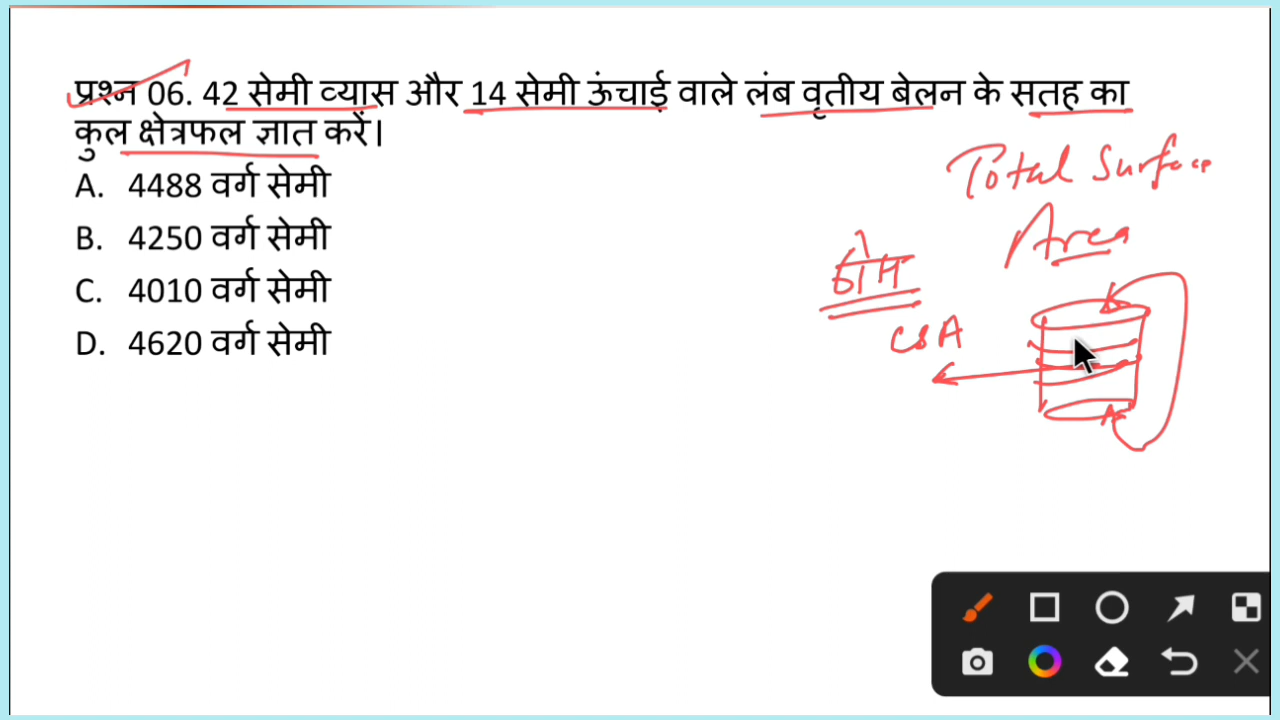 प्रश्न 06. 42 सेमी व्यास और 14 सेमी ऊंचाई वाले लंब वृतीय बेलन के सतह का
कुल क्षेत्रफल ज्ञात करें।
A. 4488 वर्ग सेमी
B. 4250 वर्ग सेमी
C. 4010 वर्ग सेमी
D. 4620 वर्ग सेमी
Total Surface
Area
ठोस
CSA